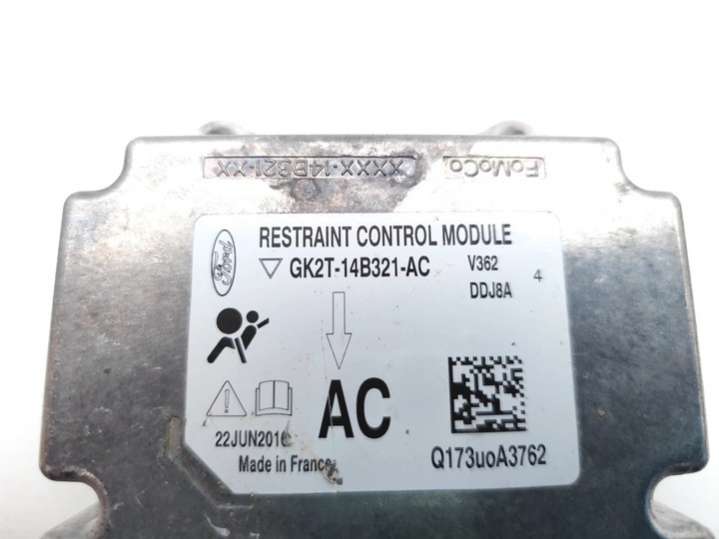 XXXX-14B321-XX FoMoCo
Ford
RESTRAINT CONTROL MODULE
GK2T-14B321-AC V362
DDJ8A 4
AC
22JUN2016
Made in France
Q173uoA3762